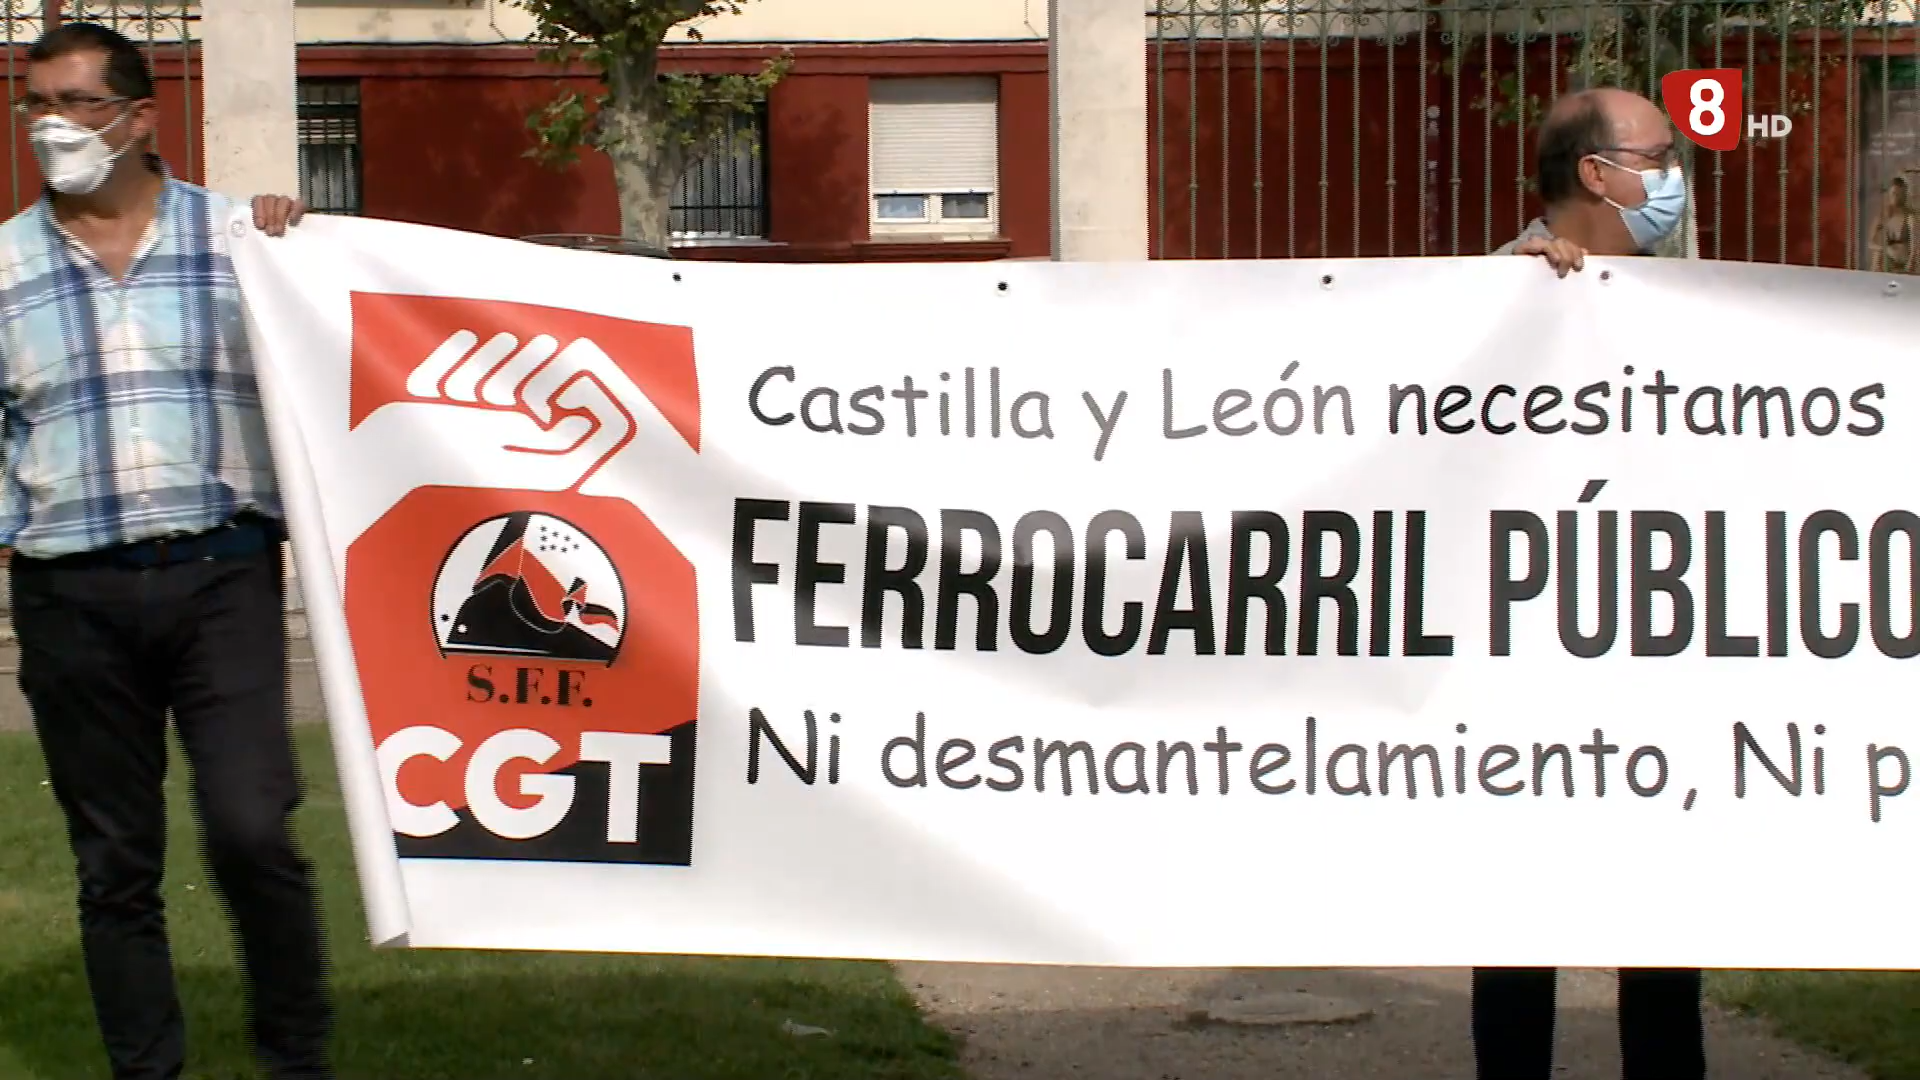 8 HD
Castilla y León necesitamos
FERROCARRIL PÚBLICO
Ni desmantelamiento, Ni p
S.F.F.
CGT